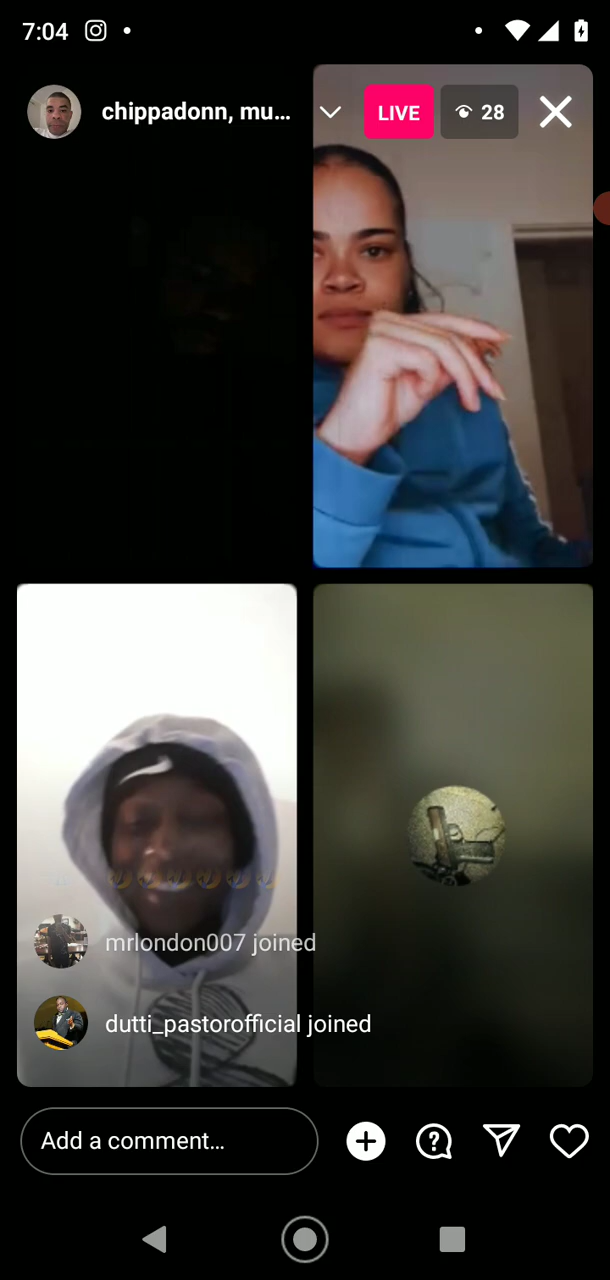 7:04
chippadonn, mu...
LIVE
28
mrlondon007 joined
dutti_pastorofficial joined
Add a comment...